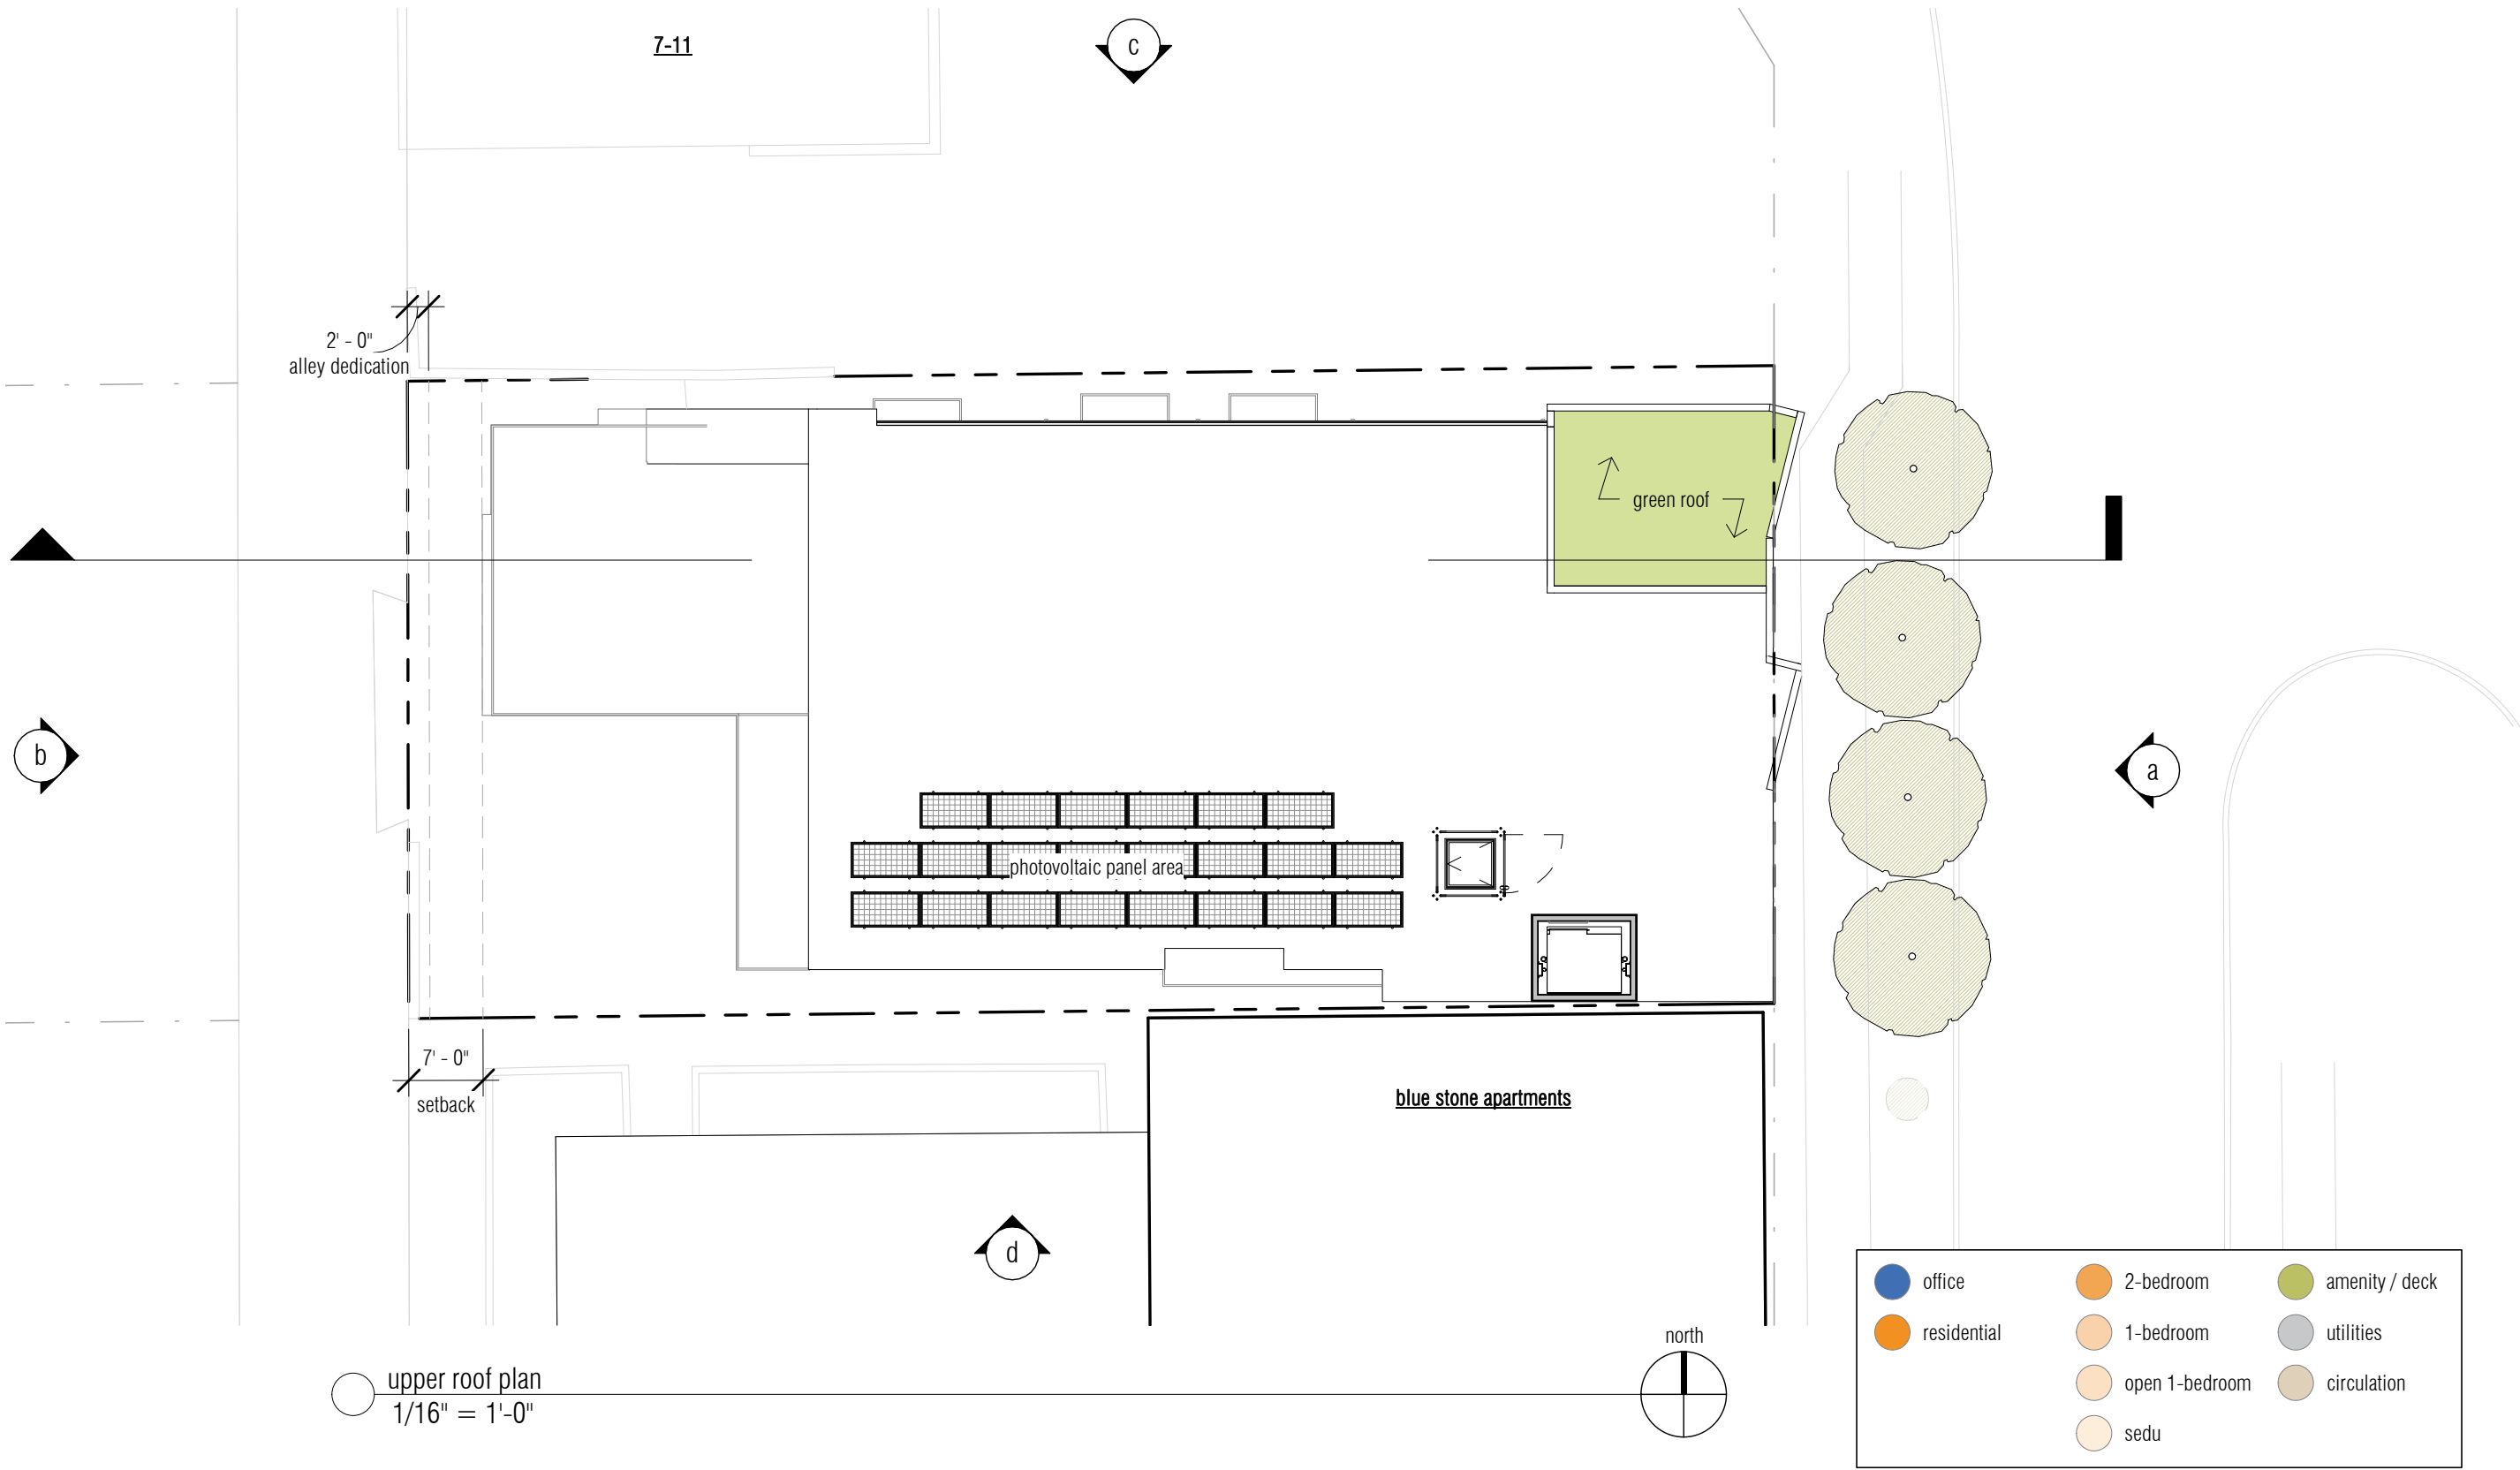 7-11
c
2' - 0"
alley dedication
green roof
b
a
photovoltaic panel area
7' - 0"
setback
blue stone apartments
d
north
upper roof plan
1/16" = 1'-0"
office
residential
2-bedroom
1-bedroom
open 1-bedroom
sedu
amenity / deck
utilities
circulation